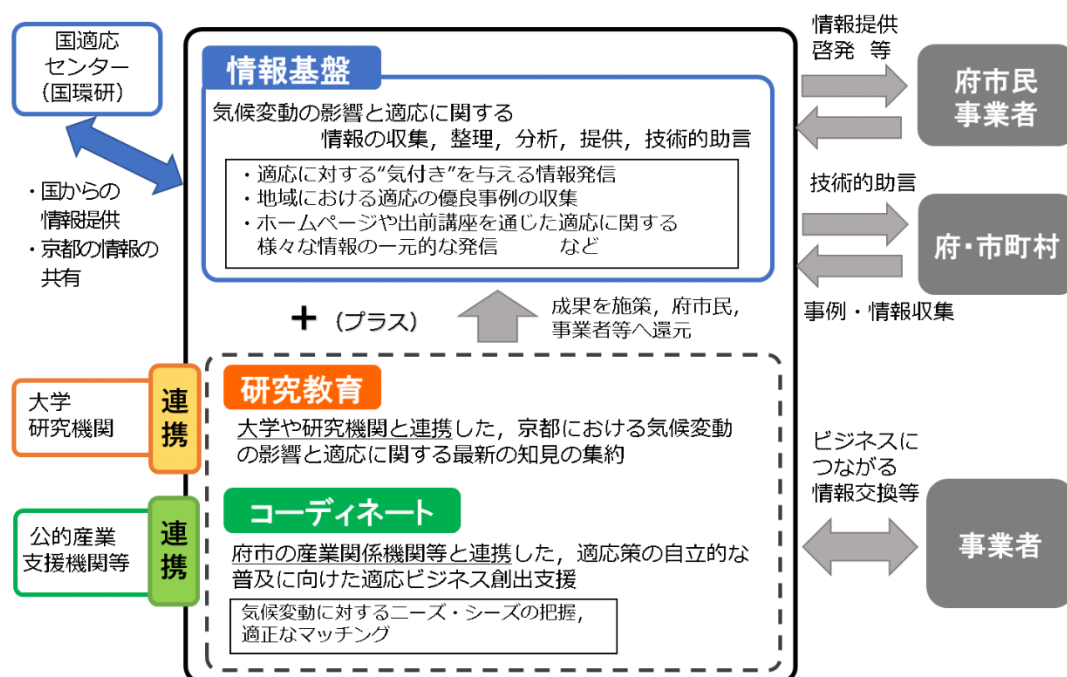 国適応
センター
（国環研）
・国からの
情報提供
・京都の情報の
共有
情報基盤
気候変動の影響と適応に関する
情報の収集，整理，分析，提供，技術的助言
・適応に対する“気付き”を与える情報発信
・地域における適応の優良事例の収集
・ホームページや出前講座を通じた適応に関する
様々な情報の一元的な発信　　　など
＋（プラス）
成果を施策，府市民，
事業者等へ還元
大学
研究機関
連携
研究教育
大学や研究機関と連携した，京都における気候変動
の影響と適応に関する最新の知見の集約
公的産業
支援機関等
連携
コーディネート
府市の産業関係機関等と連携した，適応策の自立的な
普及に向けた適応ビジネス創出支援
気候変動に対するニーズ・シーズの把握，
適正なマッチング
情報提供
啓発　等
府市民
事業者
技術的助言
府・市町村
事例・情報収集
ビジネスに
つながる
情報交換等
事業者